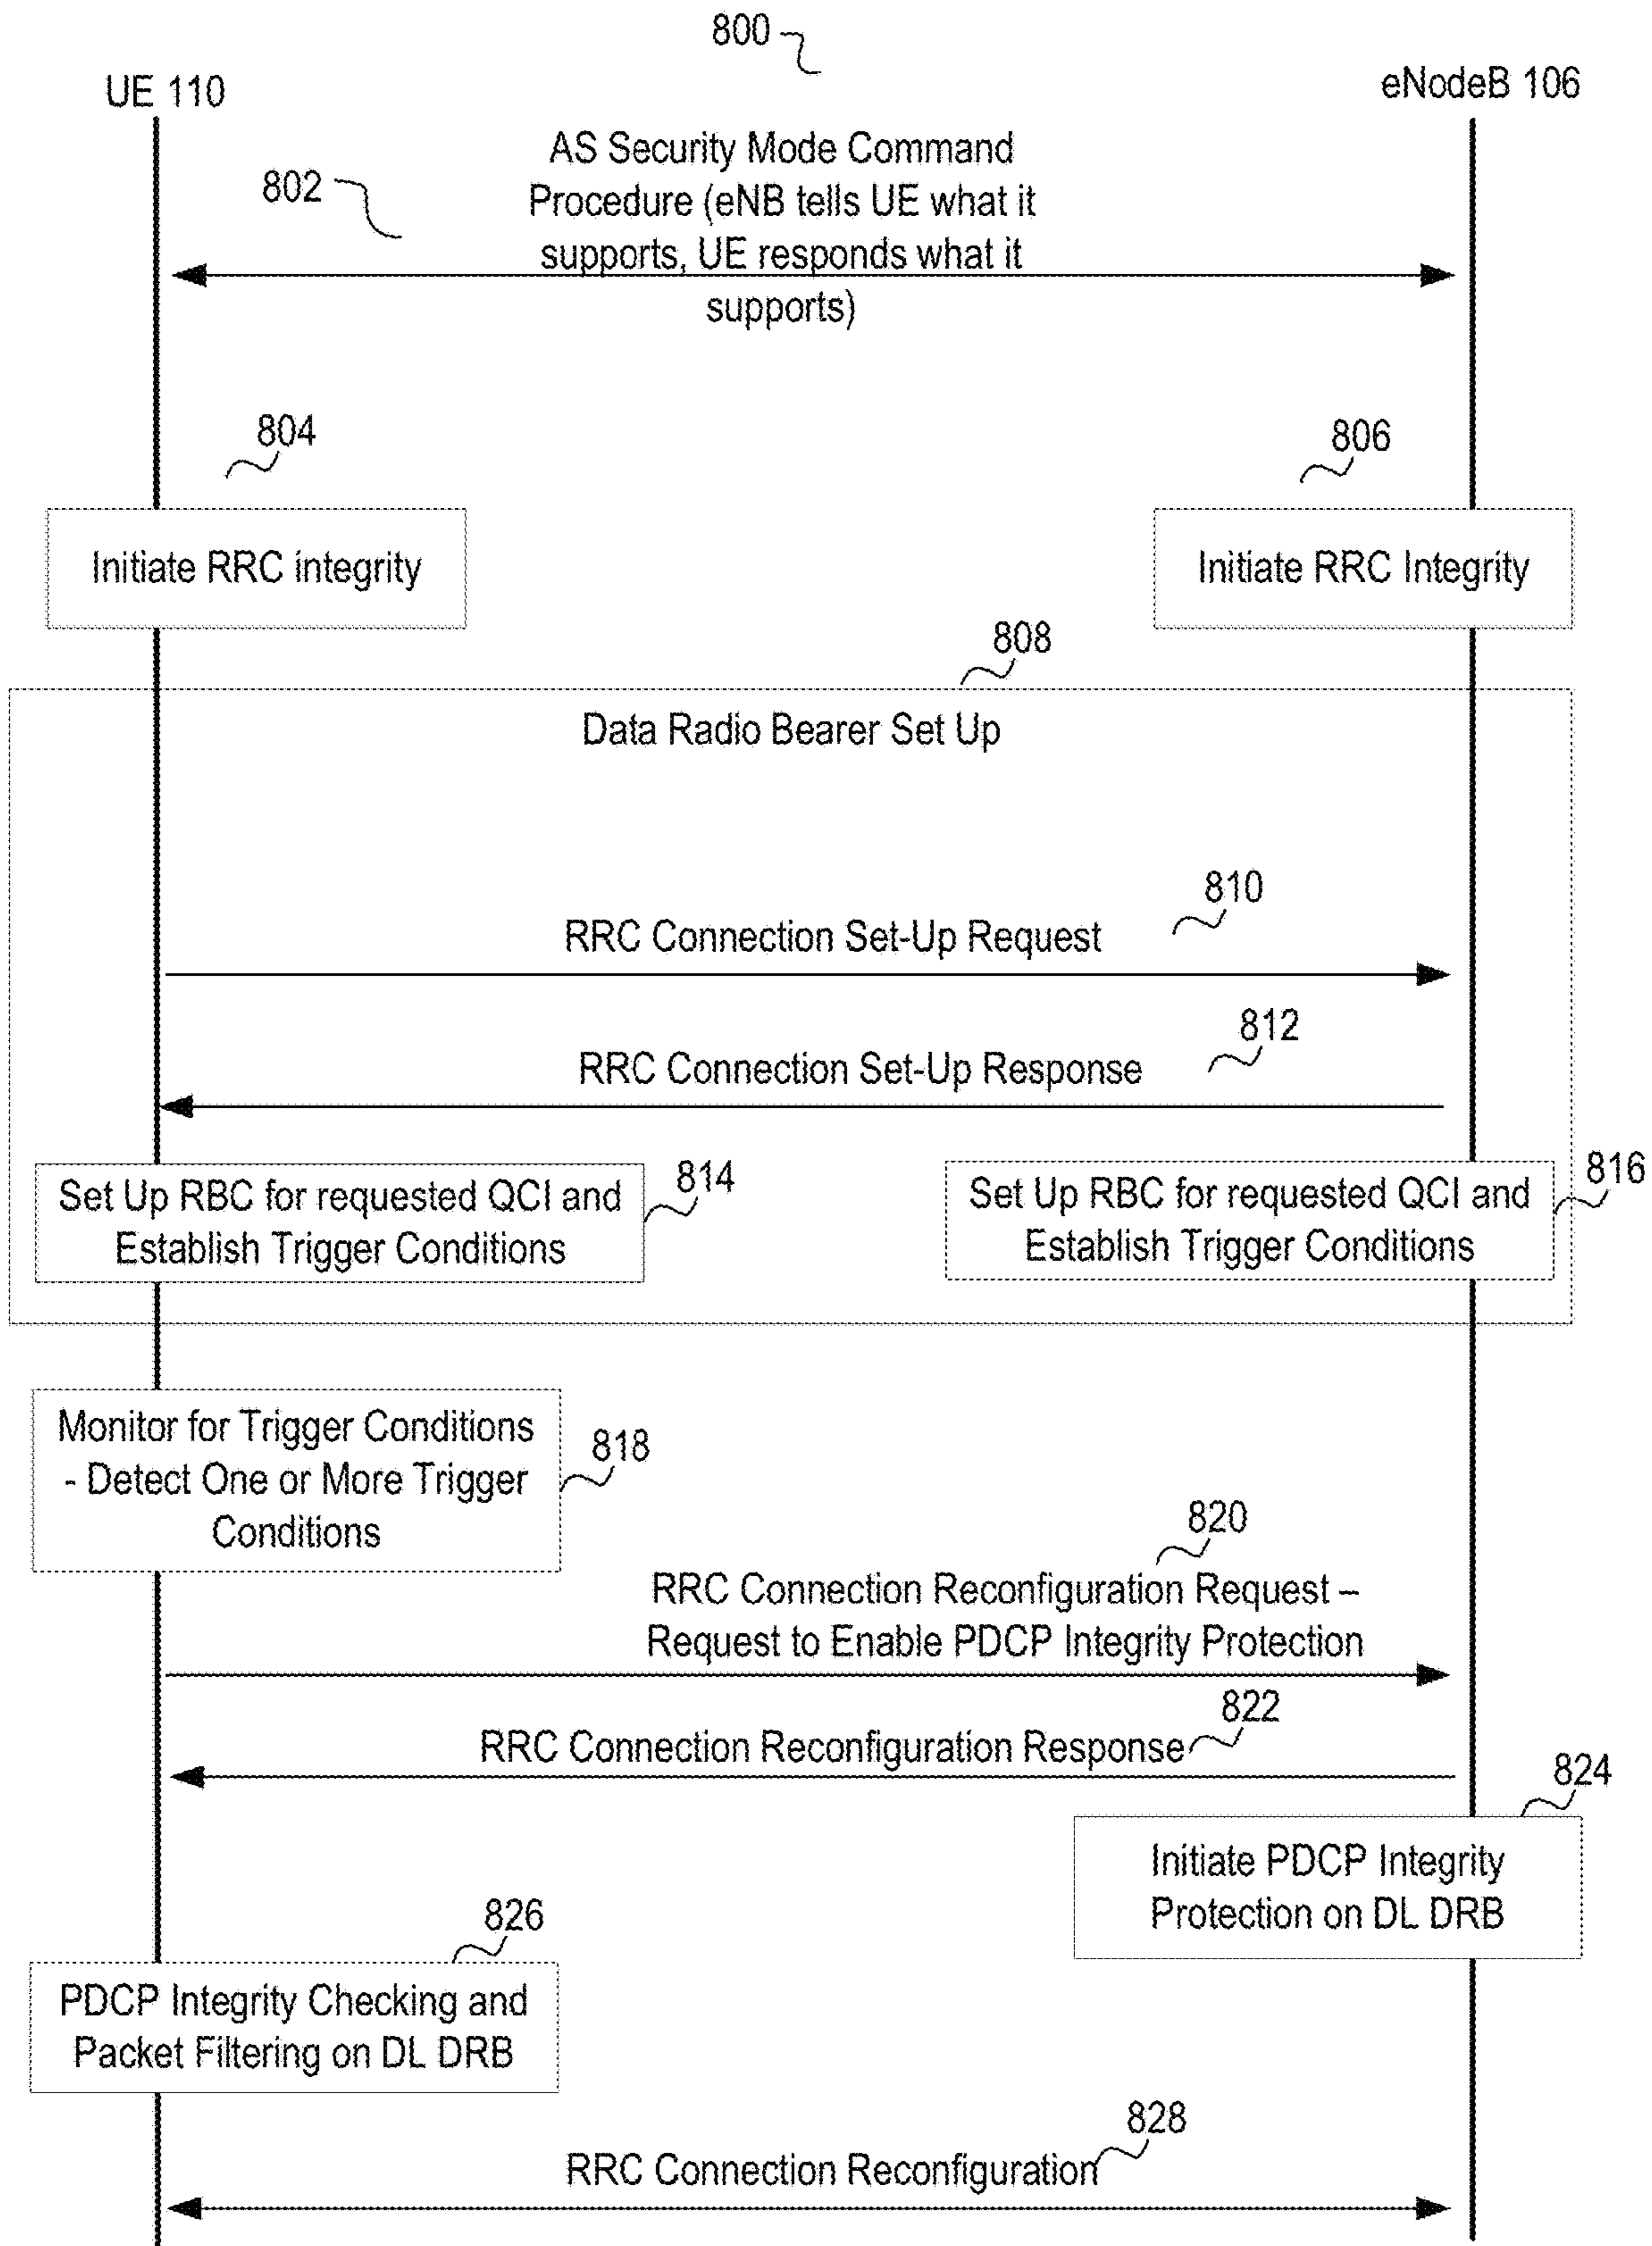 800
UE 110
eNodeB 106
AS Security Mode Command
Procedure (eNB tells UE what it
supports, UE responds what it
supports)
802
804
806
Initiate RRC integrity
Initiate RRC Integrity
808
Data Radio Bearer Set Up
810
RRC Connection Set-Up Request
812
RRC Connection Set-Up Response
Set Up RBC for requested QCI and
Establish Trigger Conditions
814
Set Up RBC for requested QCI and
Establish Trigger Conditions
816
Monitor for Trigger Conditions
- Detect One or More Trigger
Conditions
818
820
RRC Connection Reconfiguration Request –
Request to Enable PDCP Integrity Protection
822
RRC Connection Reconfiguration Response
824
Initiate PDCP Integrity
Protection on DL DRB
826
PDCP Integrity Checking and
Packet Filtering on DL DRB
828
RRC Connection Reconfiguration